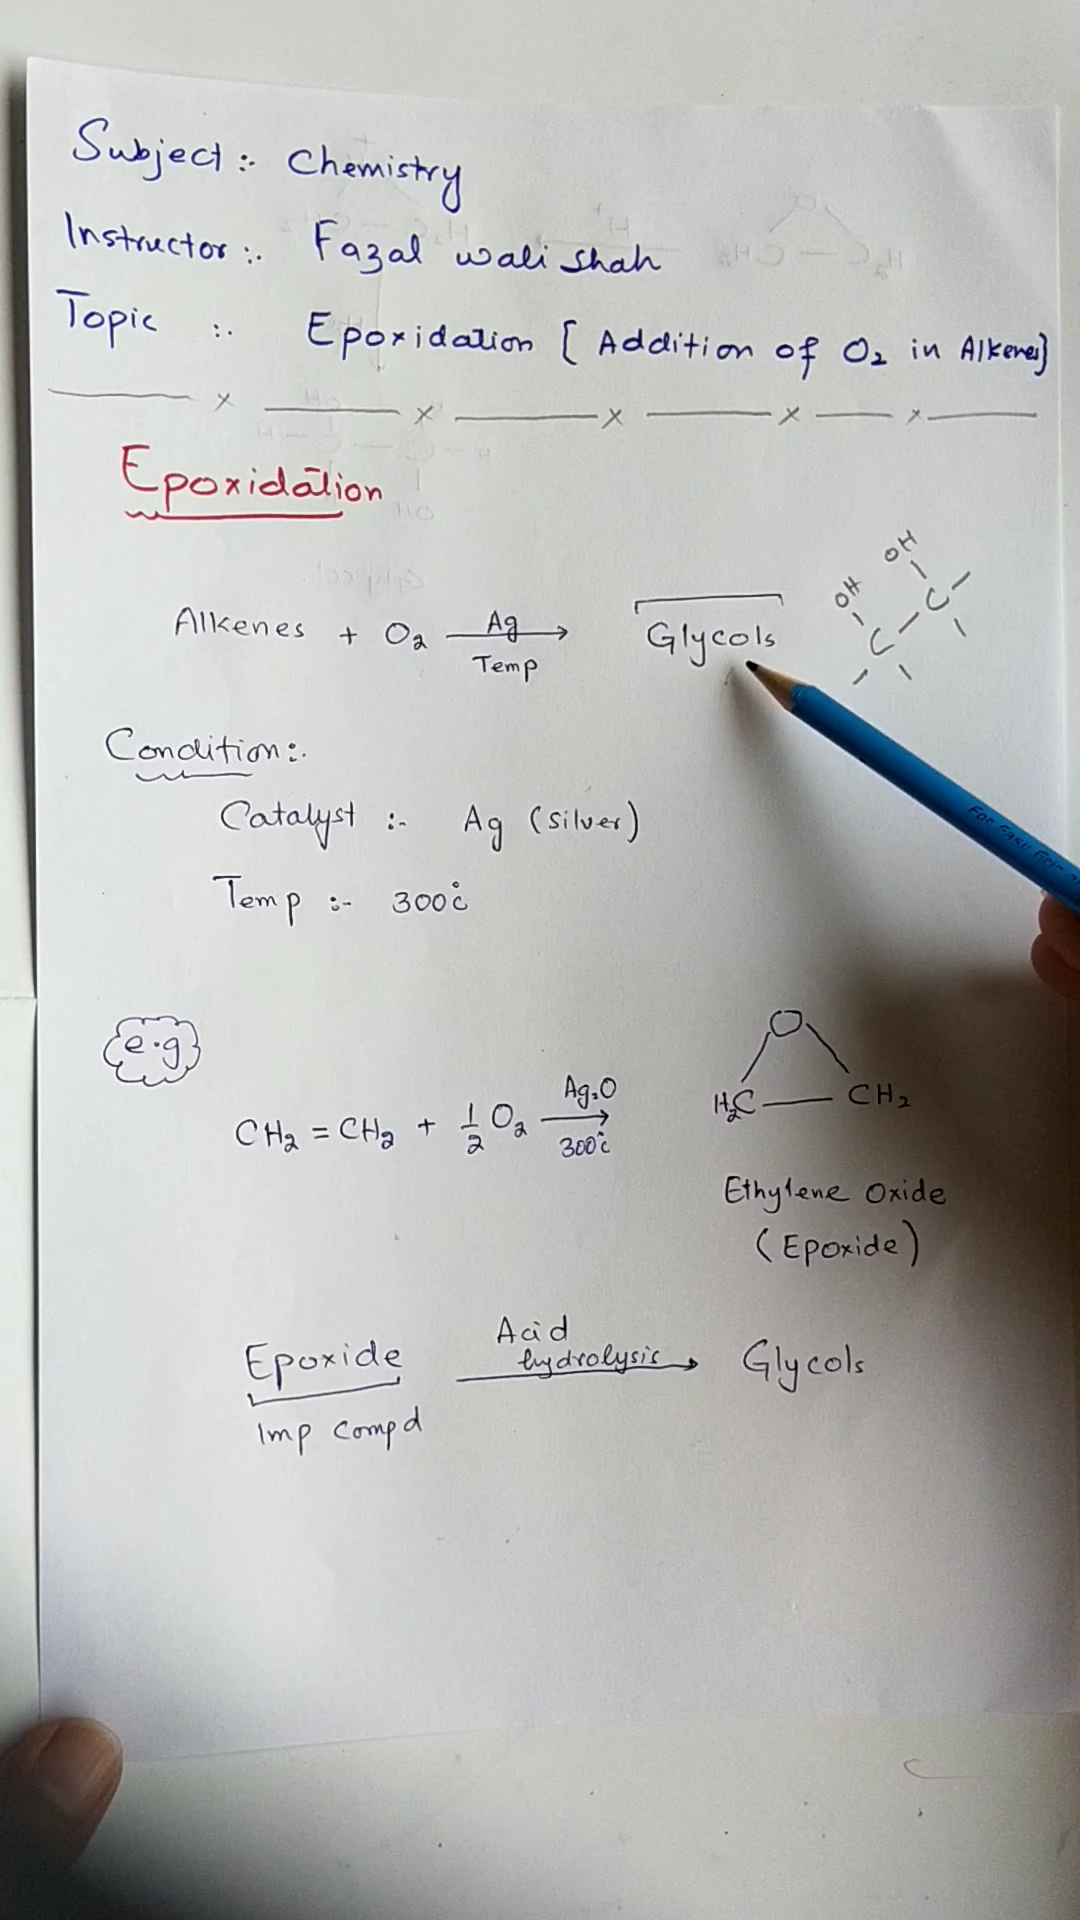 Subject :- Chemistry
Instructor :. Fazal wali shah
Topic :. Epoxidation [ Addition of O2 in Alkenes]
x x x x x
Epoxidation
Alkenes + O2 Ag Temp → Glycols
OH OH
C C
Condition :.
Catalyst :- Ag (silver)
Temp :- 300°c
e.g
CH2 = CH2 + 1/2 O2 Ag2O 300°c → H2C — CH2 O
Ethylene Oxide
(Epoxide)
Epoxide Acid hydrolysis → Glycols
Imp compd